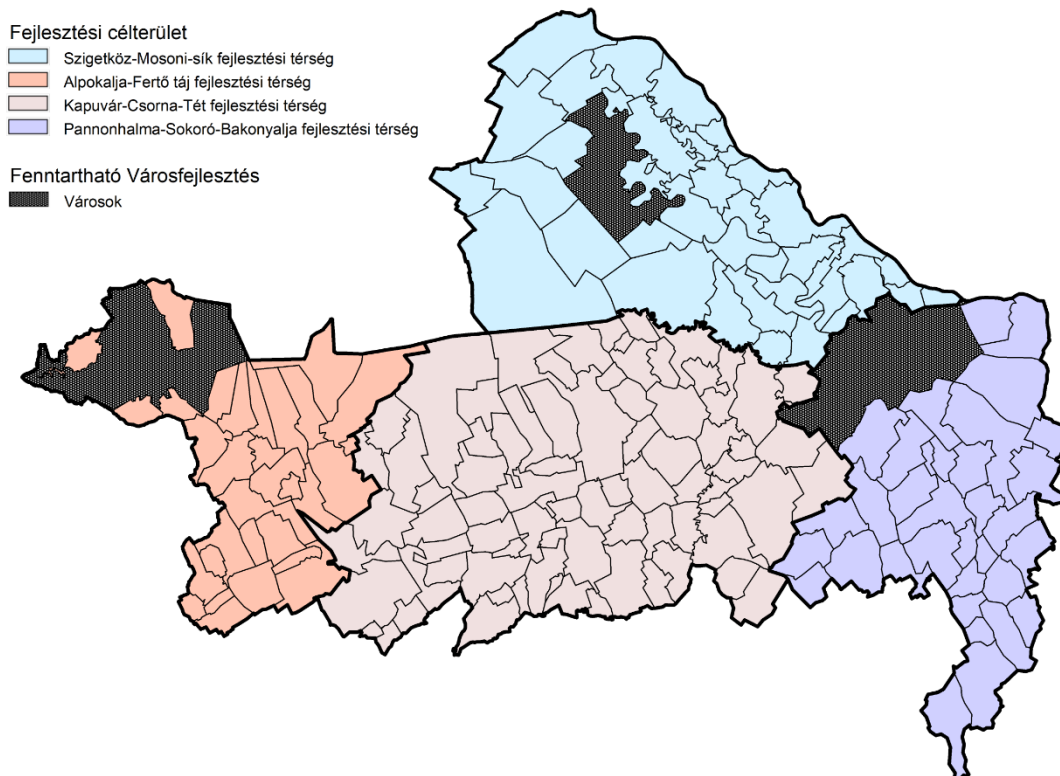 Fejlesztési célterület
Szigetköz-Mosoni-sík fejlesztési térség
Alpokalja-Fertő táj fejlesztési térség
Kapuvár-Csorna-Tét fejlesztési térség
Pannonhalma-Sokoró-Bakonyalja fejlesztési térség
Fenntartható Városfejlesztés
Városok